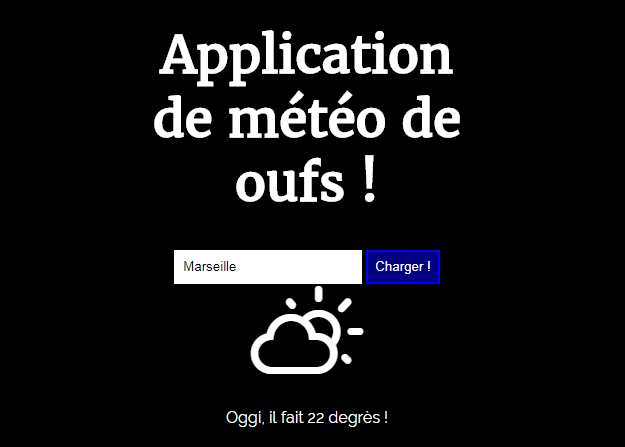 Application
de météo de
oufs !
Marseille Charger !
Oggi, il fait 22 degrès !